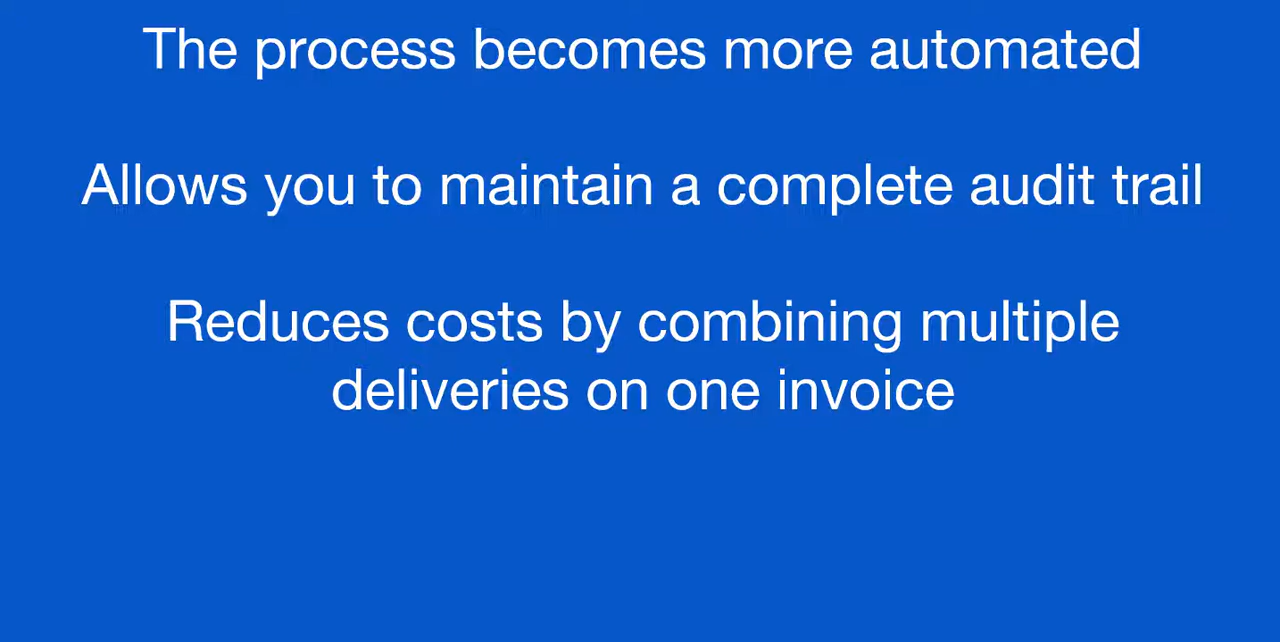 The process becomes more automated
Allows you to maintain a complete audit trail
Reduces costs by combining multiple
deliveries on one invoice